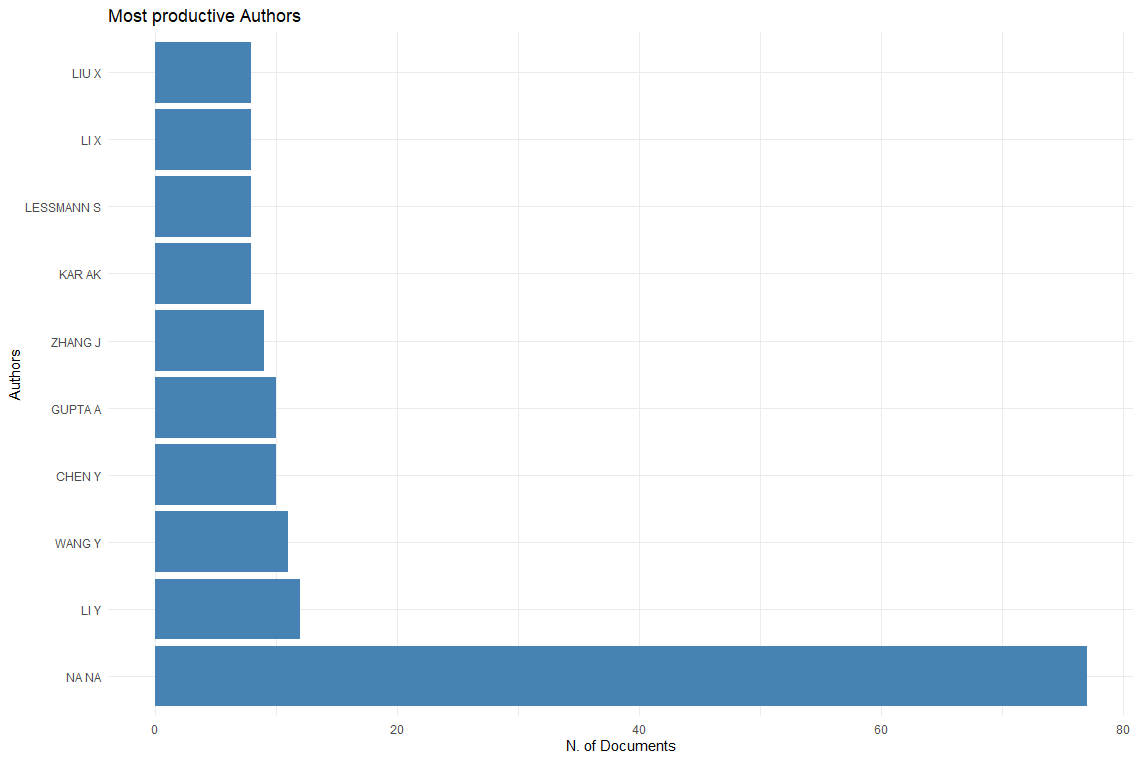 Most productive Authors
LIU X
LI X
LESSMANN S
KAR AK
ZHANG J
GUPTA A
CHEN Y
WANG Y
LI Y
NA NA
Authors
0 20 40 60 80
N. of Documents